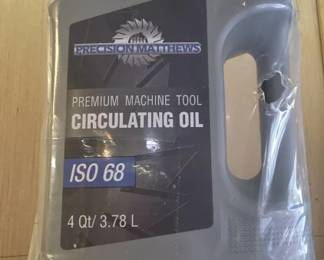 PRECISION MATTHEWS
PREMIUM MACHINE TOOL
CIRCULATING OIL
ISO 68
4 Qt/ 3.78 L